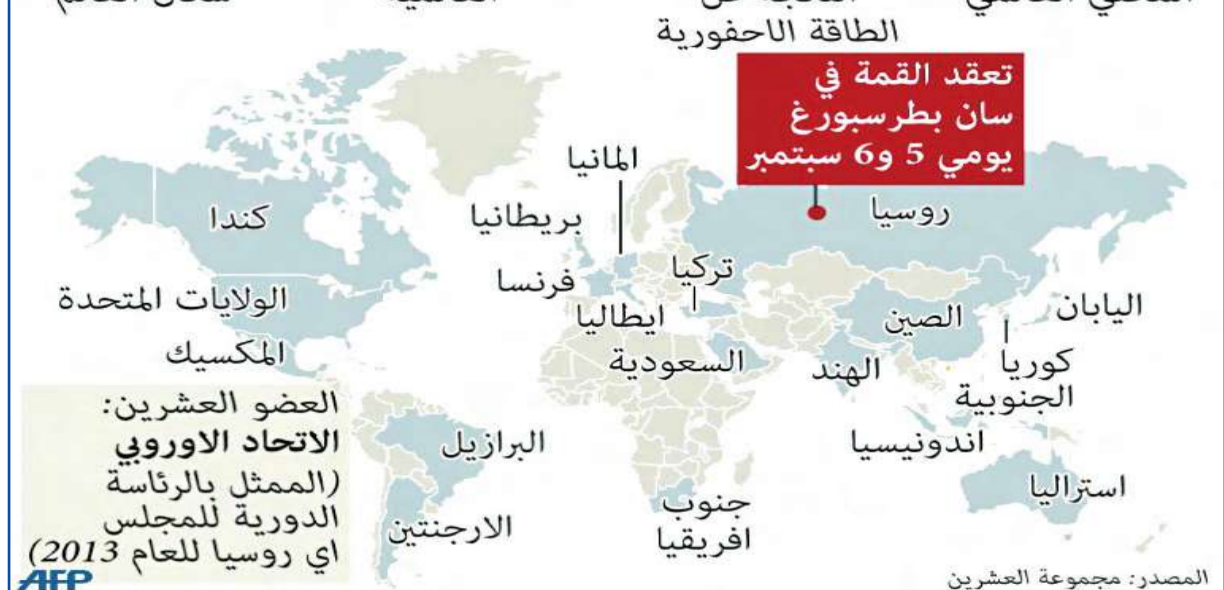 الطاقة الاحفورية
تعقد القمة في
سان بطرسبورغ
يومي 5 و6 سبتمبر
روسيا
المانيا
بريطانيا
كندا
فرنسا
تركيا
الولايات المتحدة
ايطاليا
الصين
اليابان
المكسيك
السعودية
الهند
كوريا
الجنوبية
العضو العشرين:
الاتحاد الاوروبي
(الممثل بالرئاسة
الدورية للمجلس
اي روسيا للعام 2013)
البرازيل
اندونيسيا
استراليا
جنوب
افريقيا
الارجنتين
المصدر: مجموعة العشرين
AFP